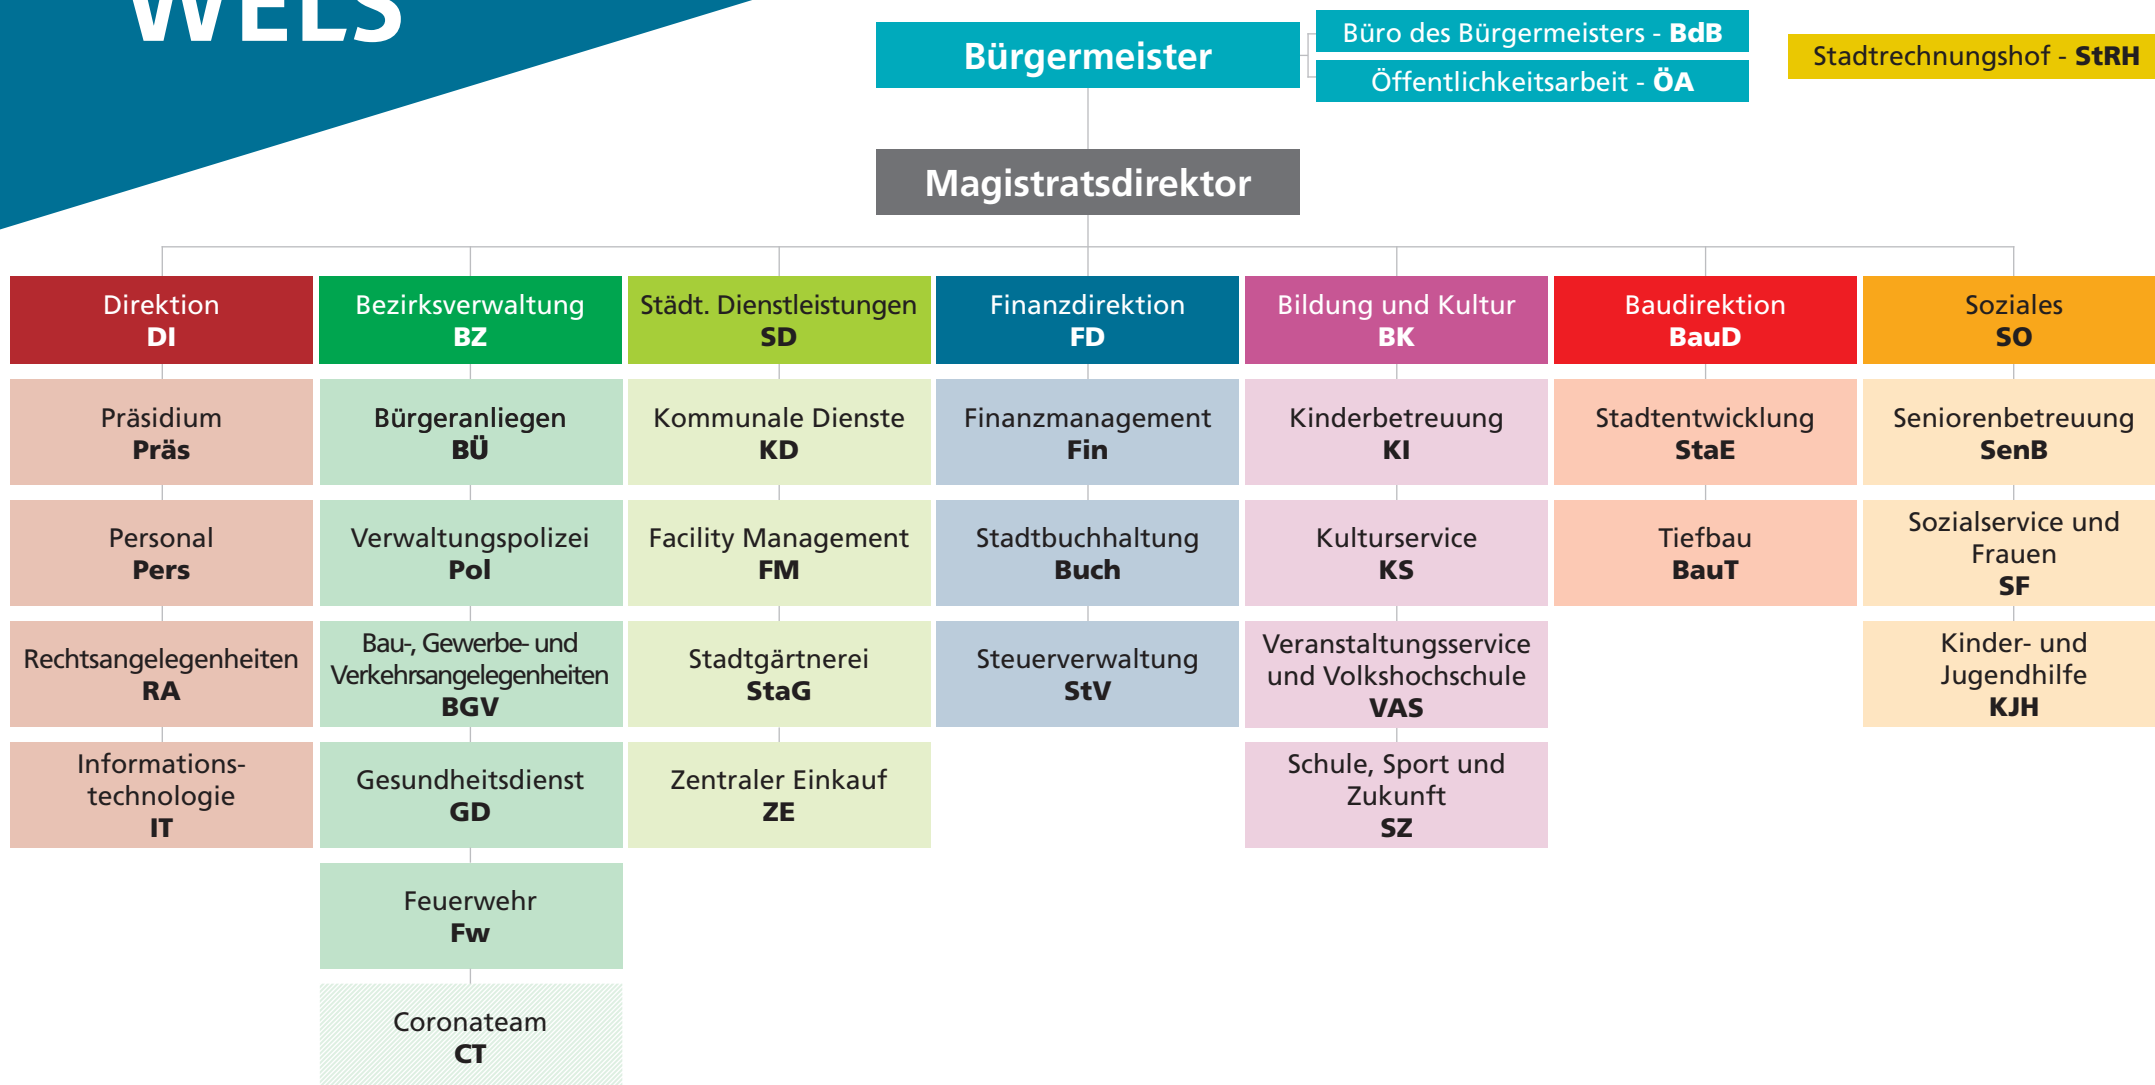 WELS
Bürgermeister
Büro des Bürgermeisters - BdB
Öffentlichkeitsarbeit - ÖA
Stadtrechnungshof - StRH
Magistratsdirektor
Direktion
DI
Präsidium
Präs
Personal
Pers
Rechtsangelegenheiten
RA
Informations-
technologie
IT
Bezirksverwaltung
BZ
Bürgeranliegen
BÜ
Verwaltungspolizei
Pol
Bau-, Gewerbe- und
Verkehrsangelegenheiten
BGV
Gesundheitsdienst
GD
Feuerwehr
Fw
Coronateam
CT
Städt. Dienstleistungen
SD
Kommunale Dienste
KD
Facility Management
FM
Stadtgärtnerei
StaG
Zentraler Einkauf
ZE
Finanzdirektion
FD
Finanzmanagement
Fin
Stadtbuchhaltung
Buch
Steuerverwaltung
StV
Bildung und Kultur
BK
Kinderbetreuung
KI
Kulturservice
KS
Veranstaltungsservice
und Volkshochschule
VAS
Schule, Sport und
Zukunft
SZ
Baudirektion
BauD
Stadtentwicklung
StaE
Tiefbau
BauT
Soziales
SO
Seniorenbetreuung
SenB
Sozialservice und
Frauen
SF
Kinder- und
Jugendhilfe
KJH